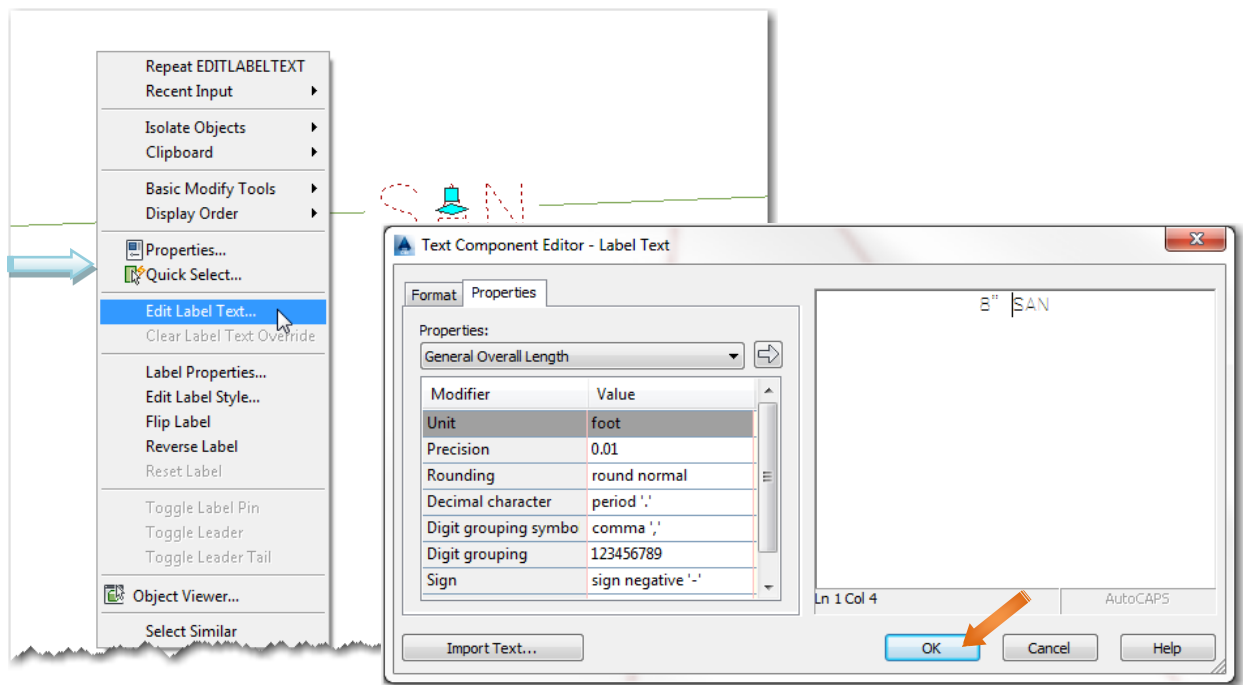 Repeat EDITLABELTEXT
Recent Input
Isolate Objects
Clipboard
Basic Modify Tools
Display Order
Properties...
Quick Select...
Edit Label Text...
Clear Label Text Override
Label Properties...
Edit Label Style...
Flip Label
Reverse Label
Reset Label
Toggle Label Pin
Toggle Leader
Toggle Leader Tail
Object Viewer...
Select Similar
SAN
Text Component Editor - Label Text
Format Properties
Properties:
General Overall Length
Modifier Value
Unit foot
Precision 0.01
Rounding round normal
Decimal character period '.'
Digit grouping symbo comma ','
Digit grouping 123456789
Sign sign negative '-'
8" SAN
Ln 1 Col 4 AutoCAPS
Import Text... OK Cancel Help